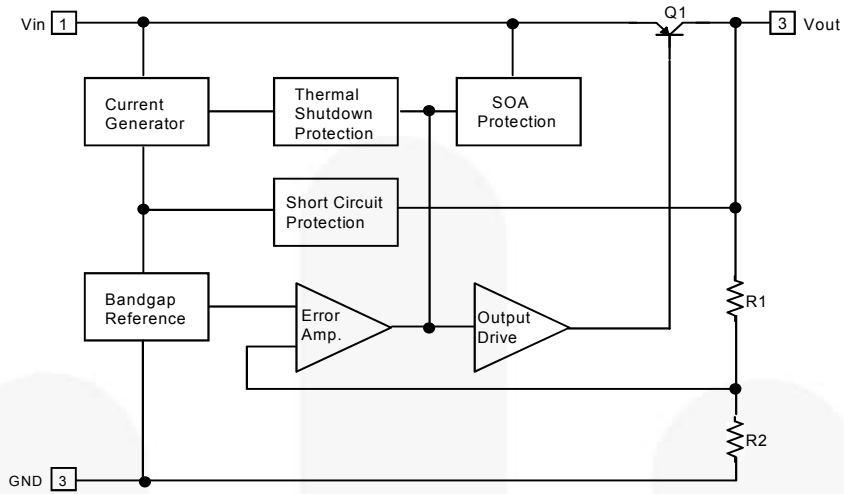 Q1
Vin 1
3 Vout
Current
Generator
Thermal
Shutdown
Protection
SOA
Protection
Short Circuit
Protection
Bandgap
Reference
Error
Amp.
Output
Drive
R1
R2
GND 3